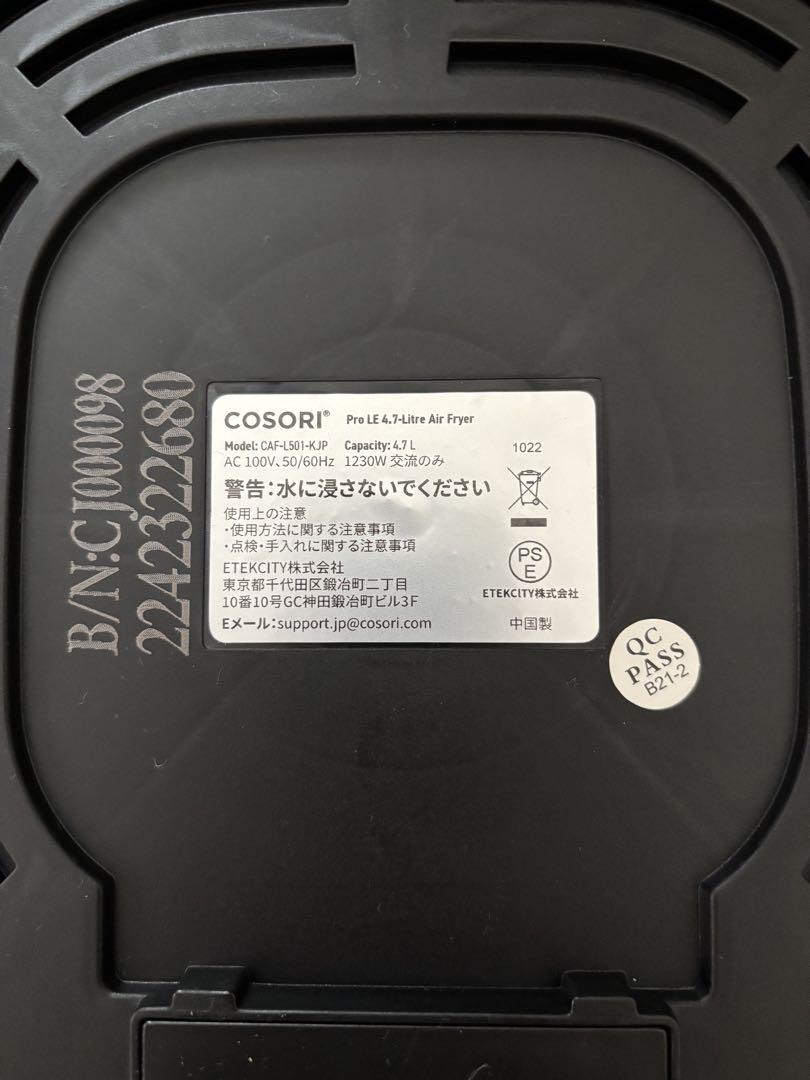 COSORI® Pro LE 4.7-Litre Air Fryer
Model: CAF-L501-KJP Capacity: 4.7 L
AC 100V、50/60Hz 1230W 交流のみ
警告:水に浸さないでください
使用上の注意
・使用方法に関する注意事項
・点検・手入れに関する注意事項
ETEKCITY株式会社
東京都千代田区鍛冶町二丁目
10番10号GC神田鍛冶町ビル3F
Eメール:support.jp@cosori.com
1022
PS
E
ETEKCITY株式会社
中国製
B/N:CJ000098
2242322680
QC
PASS
B21-2